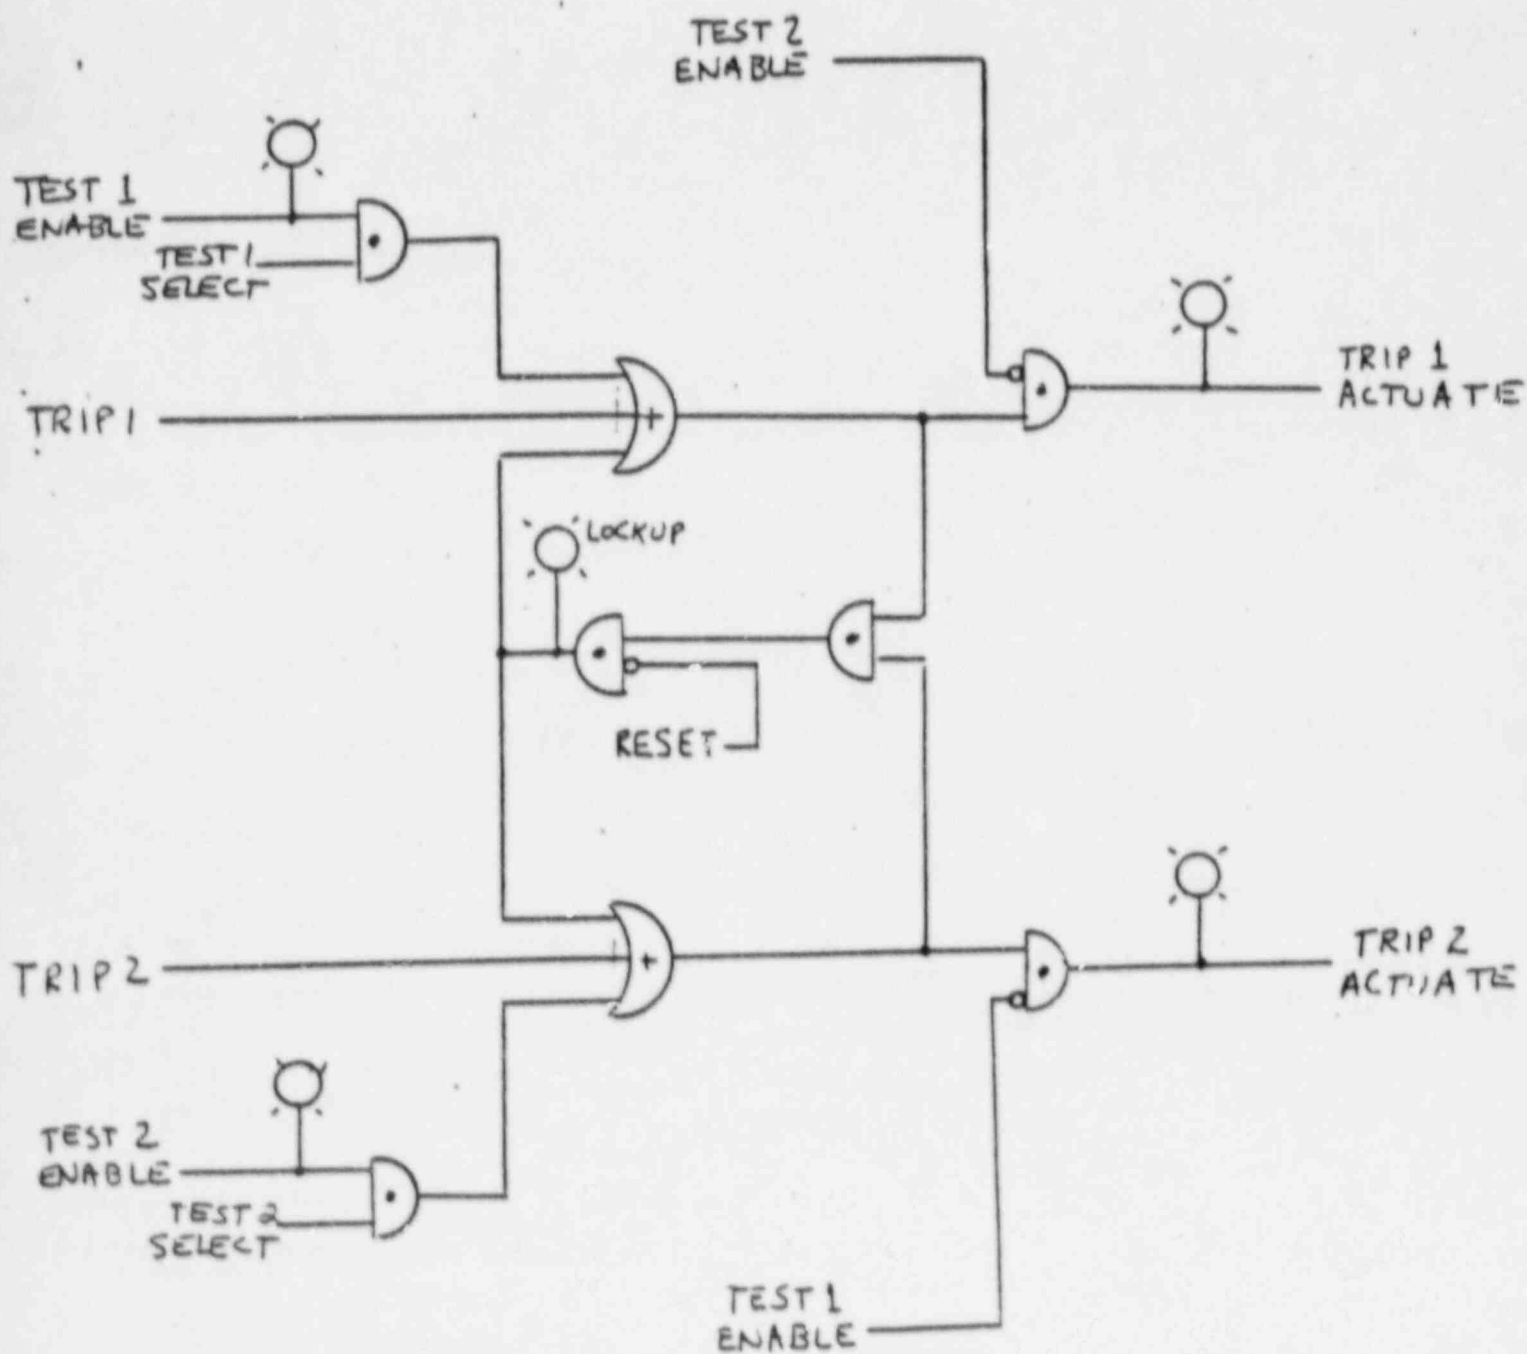 TEST 2
ENABLE
TEST 1
ENABLE
TEST 1
SELECT
TRIP 1
ACTUATE
TRIP 1
+
LOCKUP
RESET
TRIP 2
ACTUATE
TRIP 2
+
TEST 2
ENABLE
TEST 2
SELECT
TEST 1
ENABLE